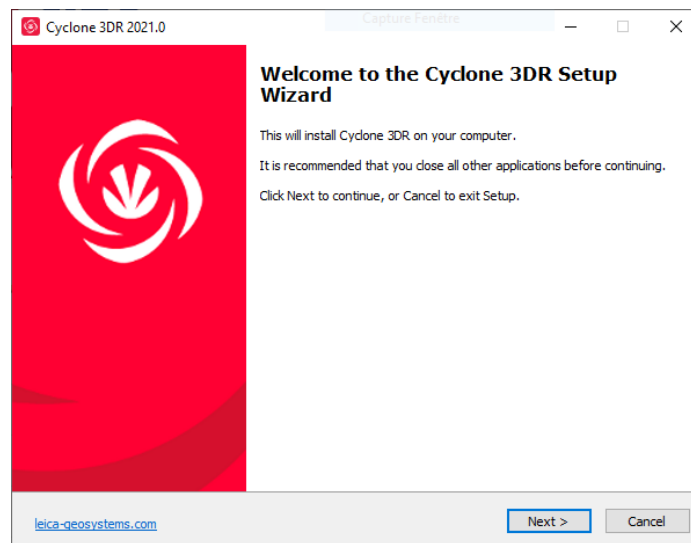 Cyclone 3DR 2021.0
Capture Fenêtre
Welcome to the Cyclone 3DR Setup
Wizard
This will install Cyclone 3DR on your computer.
It is recommended that you close all other applications before continuing.
Click Next to continue, or Cancel to exit Setup.
leica-geosystems.com
Next >
Cancel